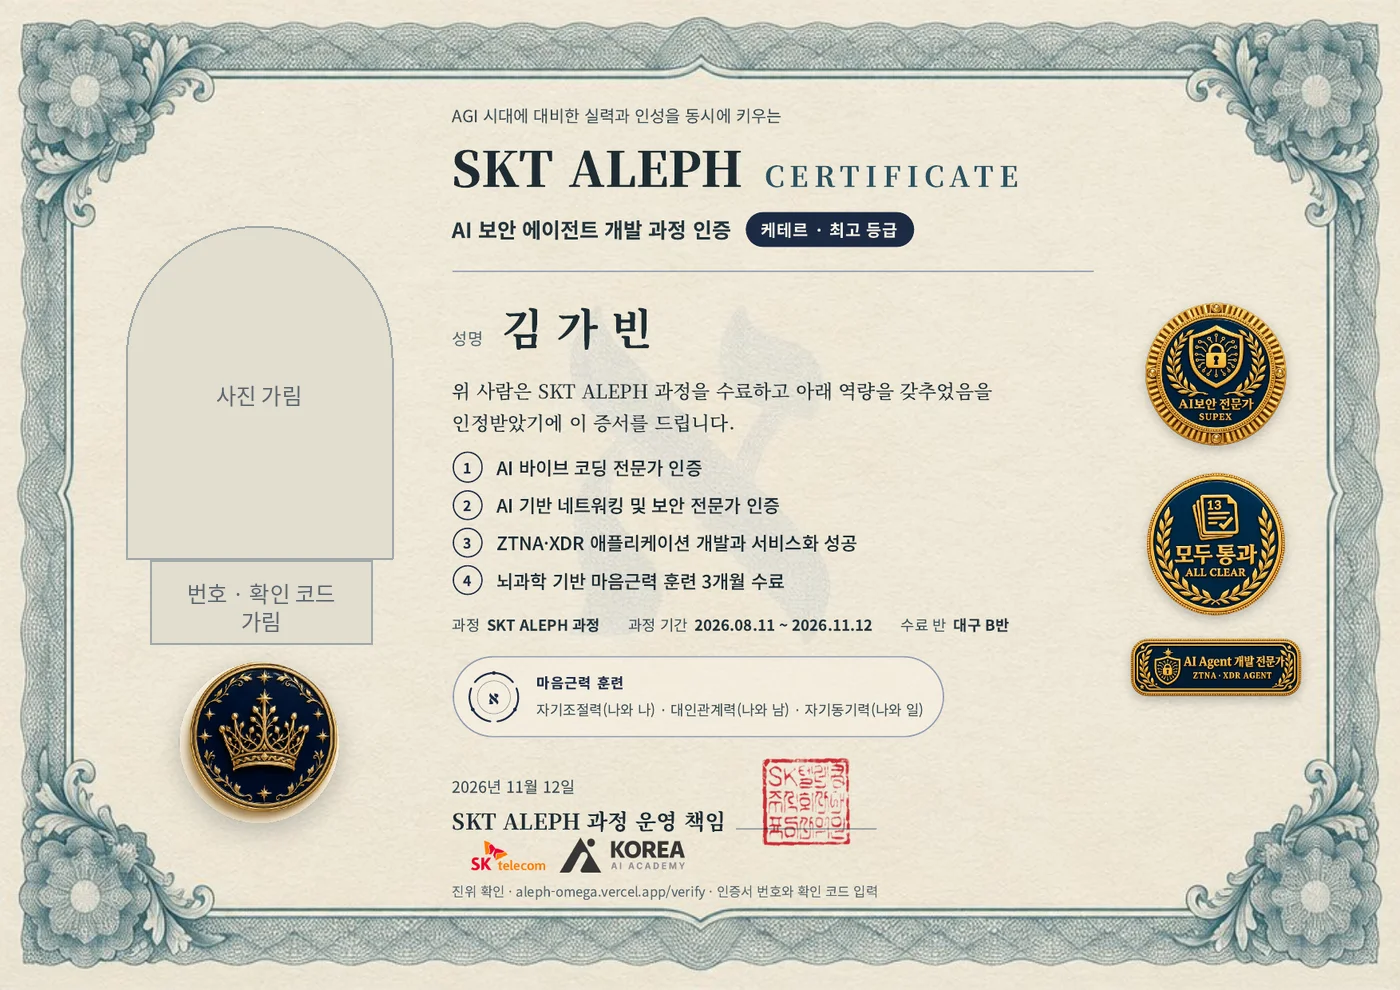 AGI 시대에 대비한 실력과 인성을 동시에 키우는
SKT ALEPH CERTIFICATE
AI 보안 에이전트 개발 과정 인증 케테르 · 최고 등급
성명 김가빈
위 사람은 SKT ALEPH 과정을 수료하고 아래 역량을 갖추었음을
인정받았기에 이 증서를 드립니다.
1 AI 바이브 코딩 전문가 인증
2 AI 기반 네트워킹 및 보안 전문가 인증
3 ZTNA·XDR 애플리케이션 개발과 서비스화 성공
4 뇌과학 기반 마음근력 훈련 3개월 수료
과정 SKT ALEPH 과정 과정 기간 2026.08.11 ~ 2026.11.12 수료 반 대구 B반
א
마음근력 훈련
자기조절력(나와 나) · 대인관계력(나와 남) · 자기동기력(나와 일)
2026년 11월 12일
SKT ALEPH 과정 운영 책임
SK telecom
KOREA
AI ACADEMY
진위 확인 · aleph-omega.vercel.app/verify · 인증서 번호와 확인 코드 입력
사진 가림
번호 · 확인 코드
가림
AI보안 전문가
SUPEX
13
모두 통과
ALL CLEAR
AI Agent 개발 전문가
ZTNA · XDR AGENT